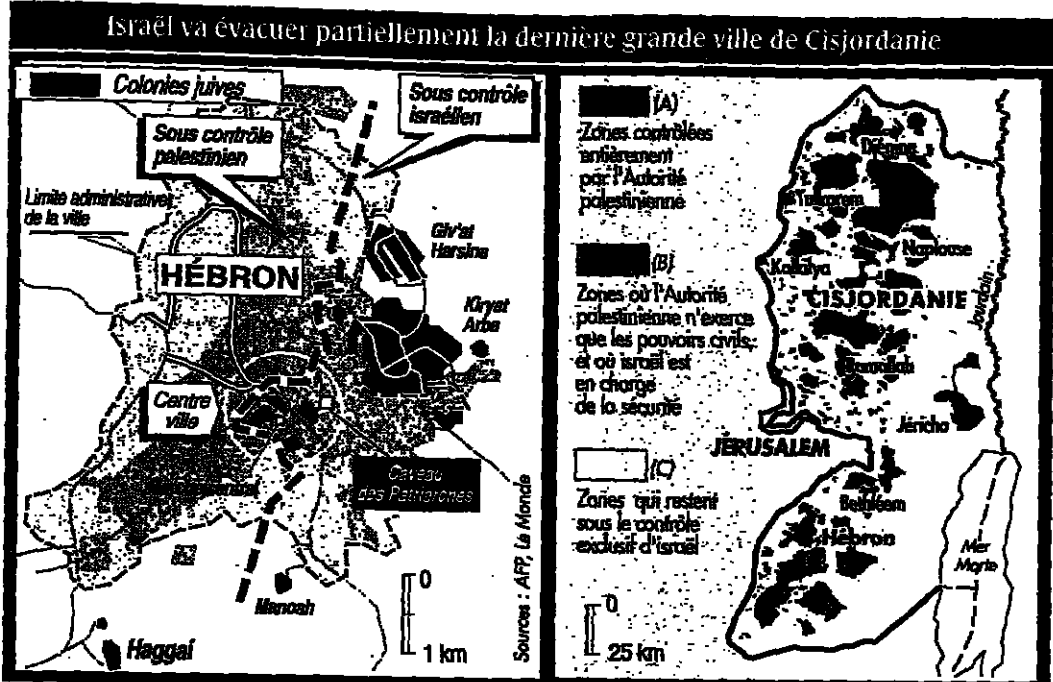 Israël va évacuer partiellement la dernière grande ville de Cisjordanie
Colonies juives
Sous contrôle
palestinien
Sous contrôle
israélien
Limite administrative
de la ville
HÉBRON
Giv'at
Harsina
Kiryat
Arba
Centre
ville
Caveau
des Patriarches
Manoah
Haggaï
0
1 km
Sources : AFP, Le Monde
(A)
Zones contrôlées
entièrement
par l'Autorité
palestinienne
(B)
Zones où l'Autorité
palestinienne n'exerce
que les pouvoirs civils,
et où israël est
en charge
de la sécurité
(C)
Zones qui restent
sous le contrôle
exclusif d'israël
0
25 km
Naplouse
CISJORDANIE
Jourdain
Ramallah
Jéricho
JÉRUSALEM
Bethléem
Hébron
Mer
Morte